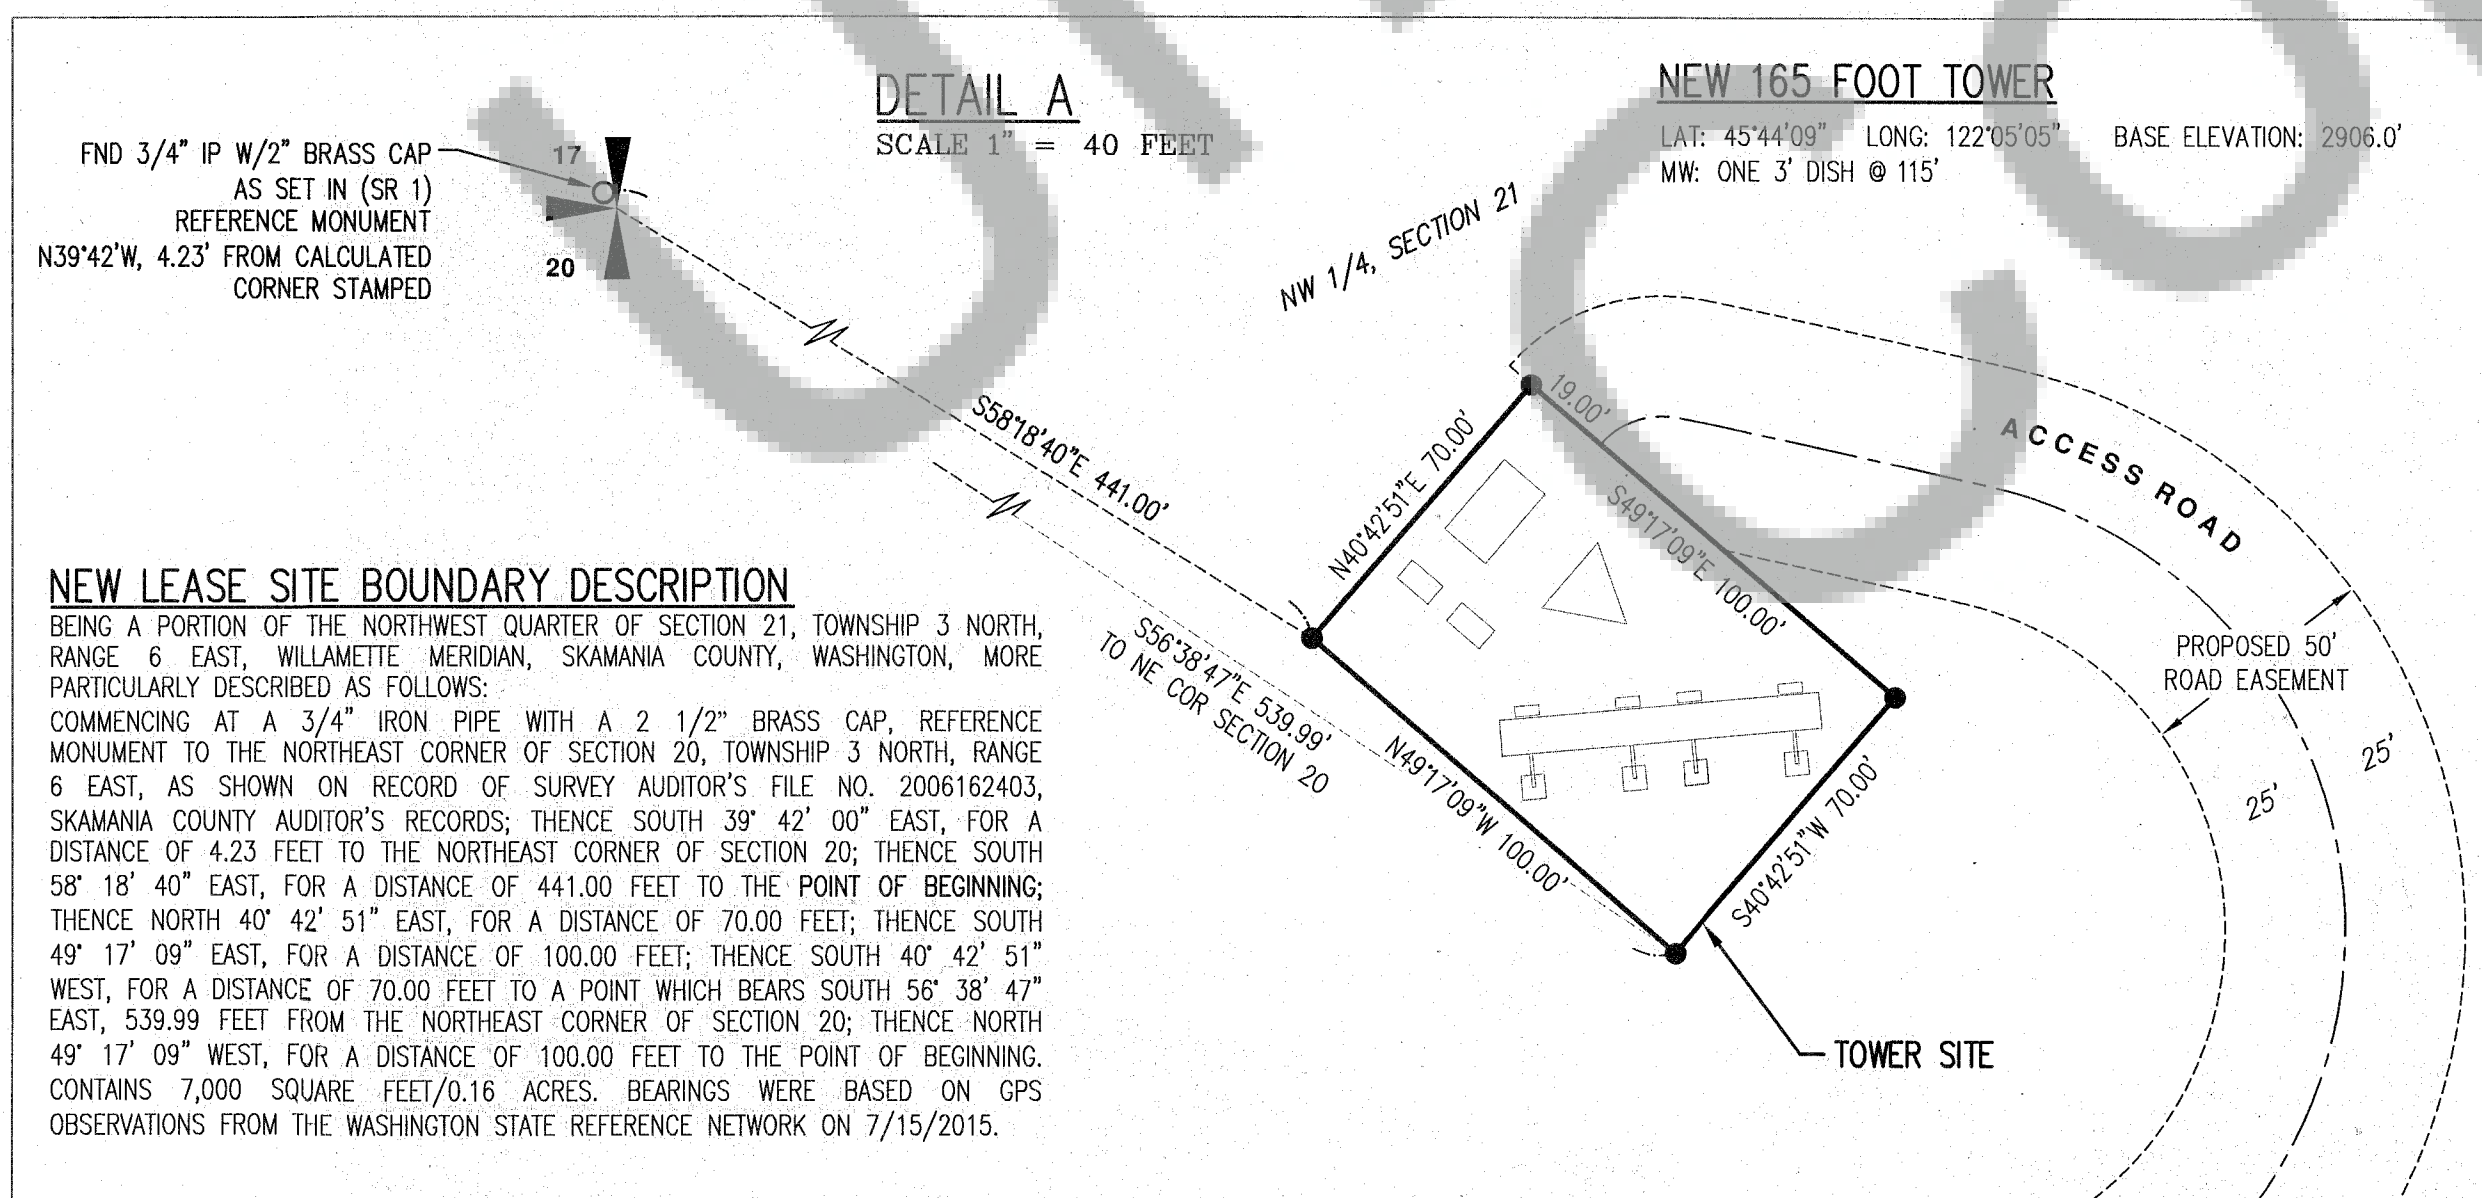 DETAIL A
SCALE 1" = 40 FEET
NEW 165 FOOT TOWER
LAT: 45°44'09" LONG: 122°05'05" BASE ELEVATION: 2906.0'
MW: ONE 3' DISH @ 115'
FND 3/4" IP W/2" BRASS CAP
AS SET IN (SR 1)
REFERENCE MONUMENT
N39°42'W, 4.23' FROM CALCULATED
CORNER STAMPED
17
20
NW 1/4, SECTION 21
S58°18'40"E 441.00'
N40°42'51"E 70.00'
19.00'
S49°17'09"E 100.00'
ACCESS ROAD
PROPOSED 50'
ROAD EASEMENT
25'
25'
S56°38'47"E 539.99'
TO NE COR SECTION 20
N49°17'09"W 100.00'
S40°42'51"W 70.00'
TOWER SITE
NEW LEASE SITE BOUNDARY DESCRIPTION
BEING A PORTION OF THE NORTHWEST QUARTER OF SECTION 21, TOWNSHIP 3 NORTH,
RANGE 6 EAST, WILLAMETTE MERIDIAN, SKAMANIA COUNTY, WASHINGTON, MORE
PARTICULARLY DESCRIBED AS FOLLOWS:
COMMENCING AT A 3/4" IRON PIPE WITH A 2 1/2" BRASS CAP, REFERENCE
MONUMENT TO THE NORTHEAST CORNER OF SECTION 20, TOWNSHIP 3 NORTH, RANGE
6 EAST, AS SHOWN ON RECORD OF SURVEY AUDITOR'S FILE NO. 2006162403,
SKAMANIA COUNTY AUDITOR'S RECORDS; THENCE SOUTH 39° 42' 00" EAST, FOR A
DISTANCE OF 4.23 FEET TO THE NORTHEAST CORNER OF SECTION 20; THENCE SOUTH
58° 18' 40" EAST, FOR A DISTANCE OF 441.00 FEET TO THE POINT OF BEGINNING;
THENCE NORTH 40° 42' 51" EAST, FOR A DISTANCE OF 70.00 FEET; THENCE SOUTH
49° 17' 09" EAST, FOR A DISTANCE OF 100.00 FEET; THENCE SOUTH 40° 42' 51"
WEST, FOR A DISTANCE OF 70.00 FEET TO A POINT WHICH BEARS SOUTH 56° 38' 47"
EAST, 539.99 FEET FROM THE NORTHEAST CORNER OF SECTION 20; THENCE NORTH
49° 17' 09" WEST, FOR A DISTANCE OF 100.00 FEET TO THE POINT OF BEGINNING.
CONTAINS 7,000 SQUARE FEET/0.16 ACRES. BEARINGS WERE BASED ON GPS
OBSERVATIONS FROM THE WASHINGTON STATE REFERENCE NETWORK ON 7/15/2015.